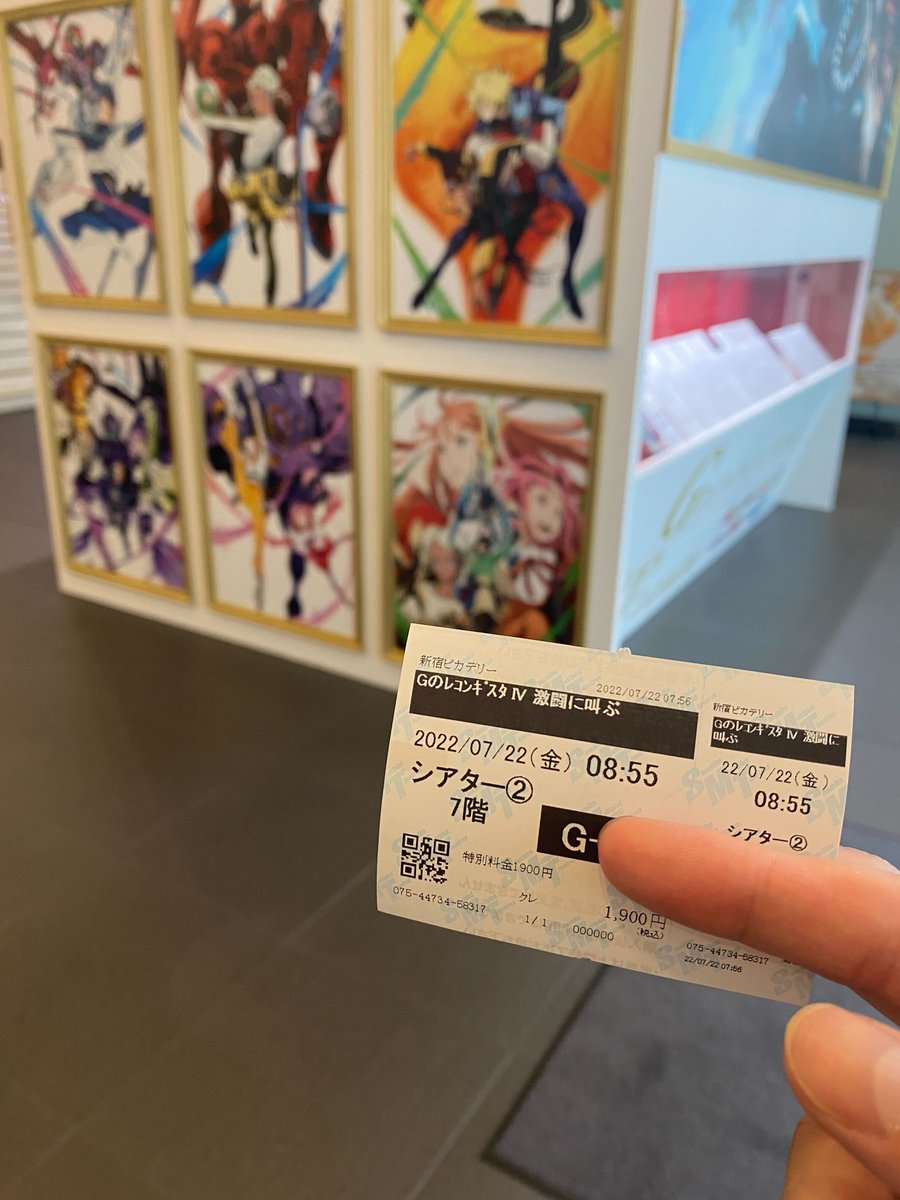 新宿ピカデリー
2022/07/22 07:56
Gのレコンギスタ Ⅳ 激闘に叫ぶ
2022/07/22(金) 08:55
シアター②
7階
G-
特別料金1900円
クレ
1,900円
(税込)
075-44734-58317
1/1
000000
新宿ピカデリー
Gのレコンギスタ Ⅳ 激闘に
叫ぶ
22/07/22(金)
08:55
シアター②
075-44734-58317
22/07/22 07:56